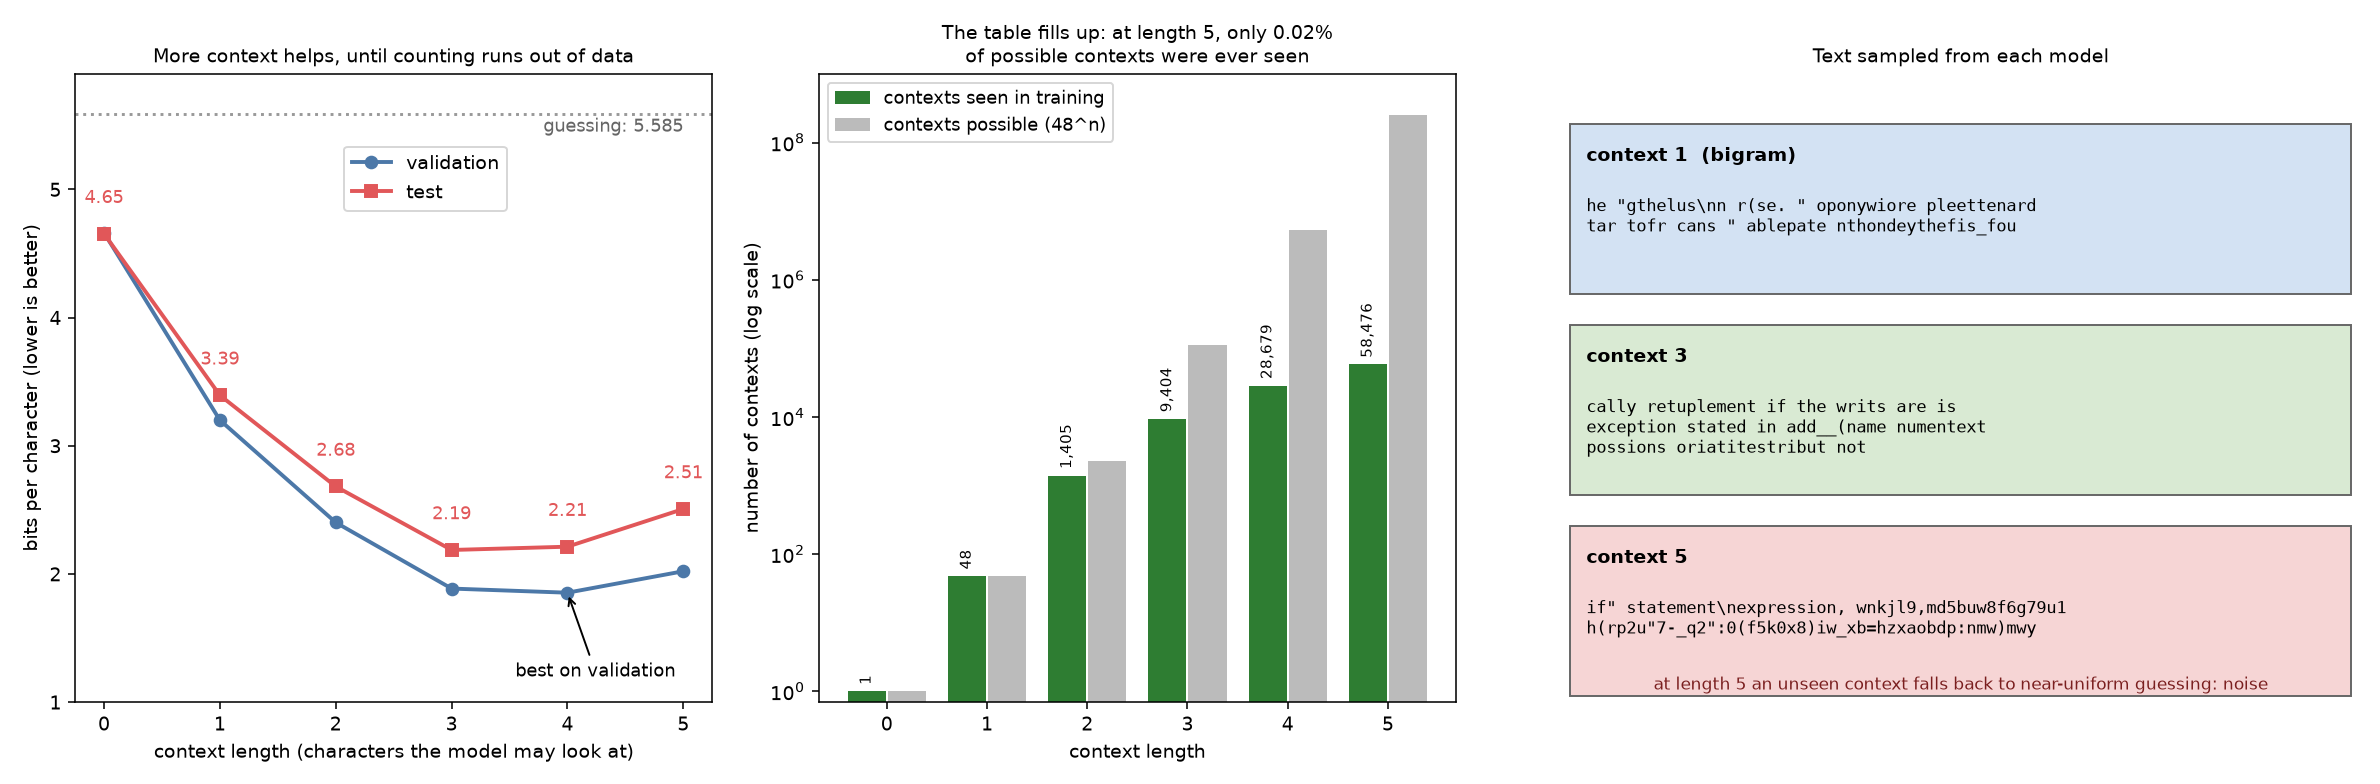 More context helps, until counting runs out of data
bits per character (lower is better)
5
4
3
2
1
guessing: 5.585
validation
test
4.65
3.39
2.68
2.19
2.21
2.51
best on validation
0 1 2 3 4 5
context length (characters the model may look at)
The table fills up: at length 5, only 0.02%
of possible contexts were ever seen
number of contexts (log scale)
10^8
10^6
10^4
10^2
10^0
contexts seen in training
contexts possible (48^n)
1
48
1,405
9,404
28,679
58,476
0 1 2 3 4 5
context length
Text sampled from each model
context 1 (bigram)
he "gthelus\nn r(se. " oponywiore pleettenard
tar tofr cans " ablepate nthondeythefis_fou
context 3
cally retuplement if the writs are is
exception stated in add__(name numentext
possions oriatitestribut not
context 5
if" statement\nexpression, wnkjl9,md5buw8f6g79u1
h(rp2u"7-_q2":0(f5k0x8)iw_xb=hzxaobdp:nmw)mwy
at length 5 an unseen context falls back to near-uniform guessing: noise